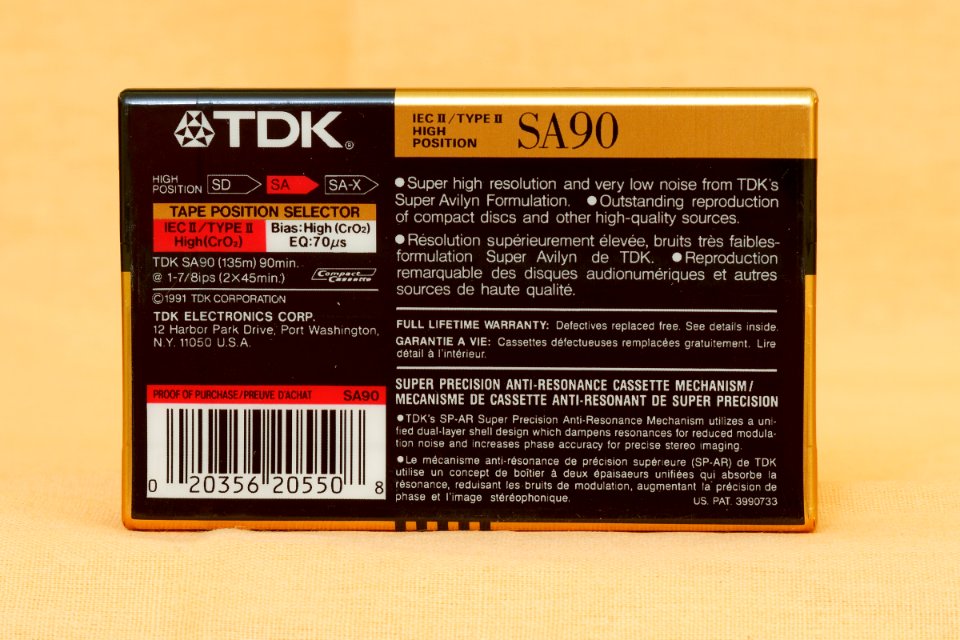 TDK®
HIGH
POSITION
SD
SA
SA-X
TAPE POSITION SELECTOR
IEC II/TYPE II
High(CrO₂)
Bias:High (CrO₂)
EQ:70μs
TDK SA90 (135m) 90min.
@ 1-7/8ips (2×45min.)
Compact
Cassette
©1991 TDK CORPORATION
TDK ELECTRONICS CORP.
12 Harbor Park Drive, Port Washington,
N.Y. 11050 U.S.A.
PROOF OF PURCHASE/PREUVE D'ACHAT SA90
0 20356 20550 8
IEC II/TYPE II
HIGH
POSITION
SA90
●Super high resolution and very low noise from TDK's
Super Avilyn Formulation. ●Outstanding reproduction
of compact discs and other high-quality sources.
●Résolution supérieurement élevée, bruits très faibles-
formulation Super Avilyn de TDK. ●Reproduction
remarquable des disques audionumériques et autres
sources de haute qualité.
FULL LIFETIME WARRANTY: Defectives replaced free. See details inside.
GARANTIE A VIE: Cassettes défectueuses remplacées gratuitement. Lire
détail à l'intérieur.
SUPER PRECISION ANTI-RESONANCE CASSETTE MECHANISM/
MECANISME DE CASSETTE ANTI-RESONANT DE SUPER PRECISION
●TDK's SP-AR Super Precision Anti-Resonance Mechanism utilizes a uni-
fied dual-layer shell design which dampens resonances for reduced modula-
tion noise and increases phase accuracy for precise stereo imaging.
●Le mécanisme anti-résonance de précision supérieure (SP-AR) de TDK
utilise un concept de boîtier à deux épaisaeurs unifiées qui absorbe la
résonance, reduisant les bruits de modulation, augmentant la précision de
phase et l'image stéréophonique.
US. PAT. 3990733